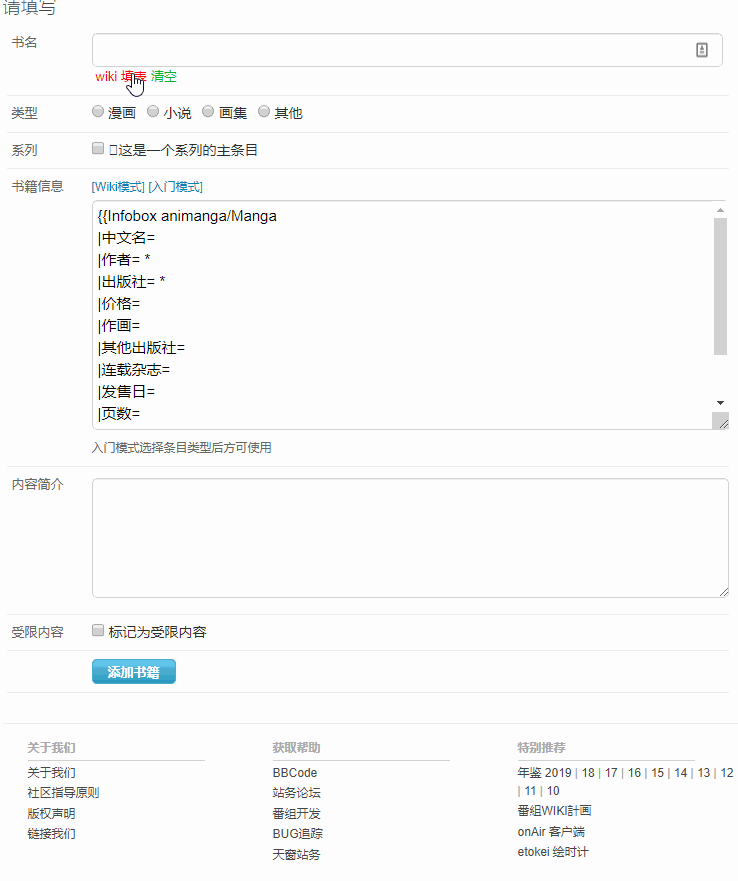 请填写
书名
wiki 填表 清空
类型 漫画 小说 画集 其他
系列 这是一个系列的主条目
书籍信息 [Wiki模式] [入门模式]
{{Infobox animanga/Manga
|中文名=
|作者= *
|出版社= *
|价格=
|作画=
|其他出版社=
|连载杂志=
|发售日=
|页数=
入门模式选择条目类型后方可使用
内容简介
受限内容 标记为受限内容
添加书籍
关于我们
关于我们
社区指导原则
版权声明
链接我们
获取帮助
BBCode
站务论坛
番组开发
BUG追踪
天窗站务
特别推荐
年鉴 2019 | 18 | 17 | 16 | 15 | 14 | 13 | 12
| 11 | 10
番组WIKI計画
onAir 客户端
etokei 绘时计